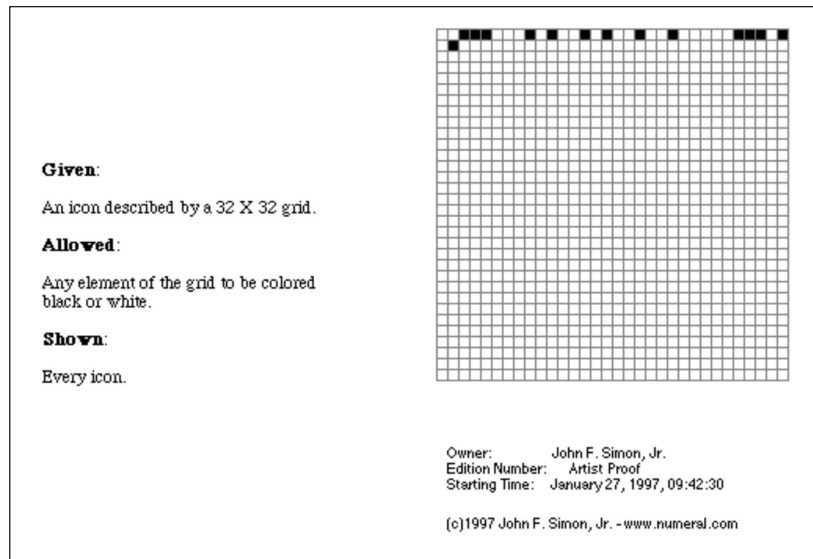 Given:
An icon described by a 32 X 32 grid.
Allowed:
Any element of the grid to be colored
black or white.
Shown:
Every icon.
Owner: John F. Simon, Jr.
Edition Number: Artist Proof
Starting Time: January 27, 1997, 09:42:30
(c)1997 John F. Simon, Jr. - www.numeral.com